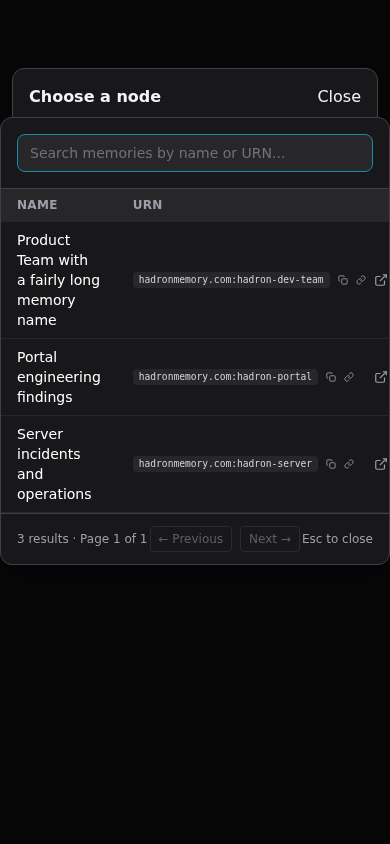 Choose a node
Close
Search memories by name or URN...
NAME
URN
Product
Team with
a fairly long
memory
name
hadronmemory.com:hadron-dev-team
Portal
engineering
findings
hadronmemory.com:hadron-portal
Server
incidents
and
operations
hadronmemory.com:hadron-server
3 results · Page 1 of 1
← Previous
Next →
Esc to close